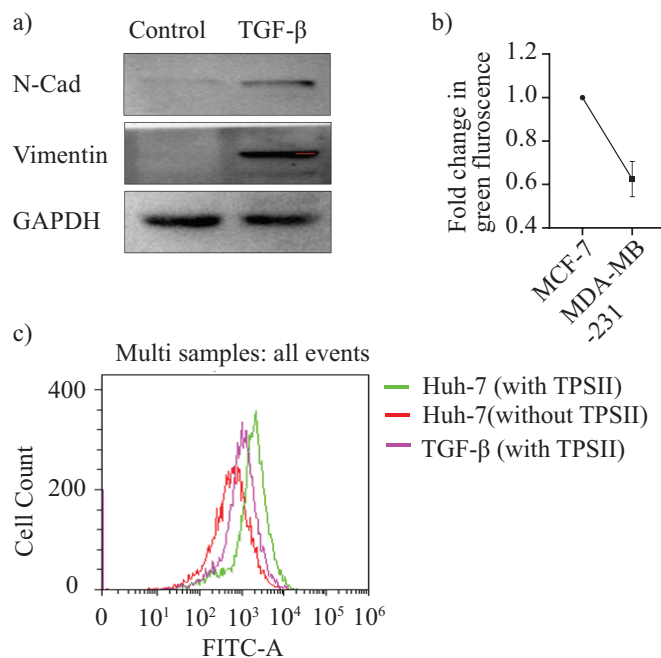 a)
Control TGF-β
N-Cad
Vimentin
GAPDH
b)
Fold change in
green fluroscence
1.2
1.0
0.8
0.6
0.4
MCF-7
MDA-MB
-231
c)
Multi samples: all events
Cell Count
400
200
0
0 10¹ 10² 10³ 10⁴ 10⁵ 10⁶
FITC-A
Huh-7 (with TPSII)
Huh-7(without TPSII)
TGF-β (with TPSII)